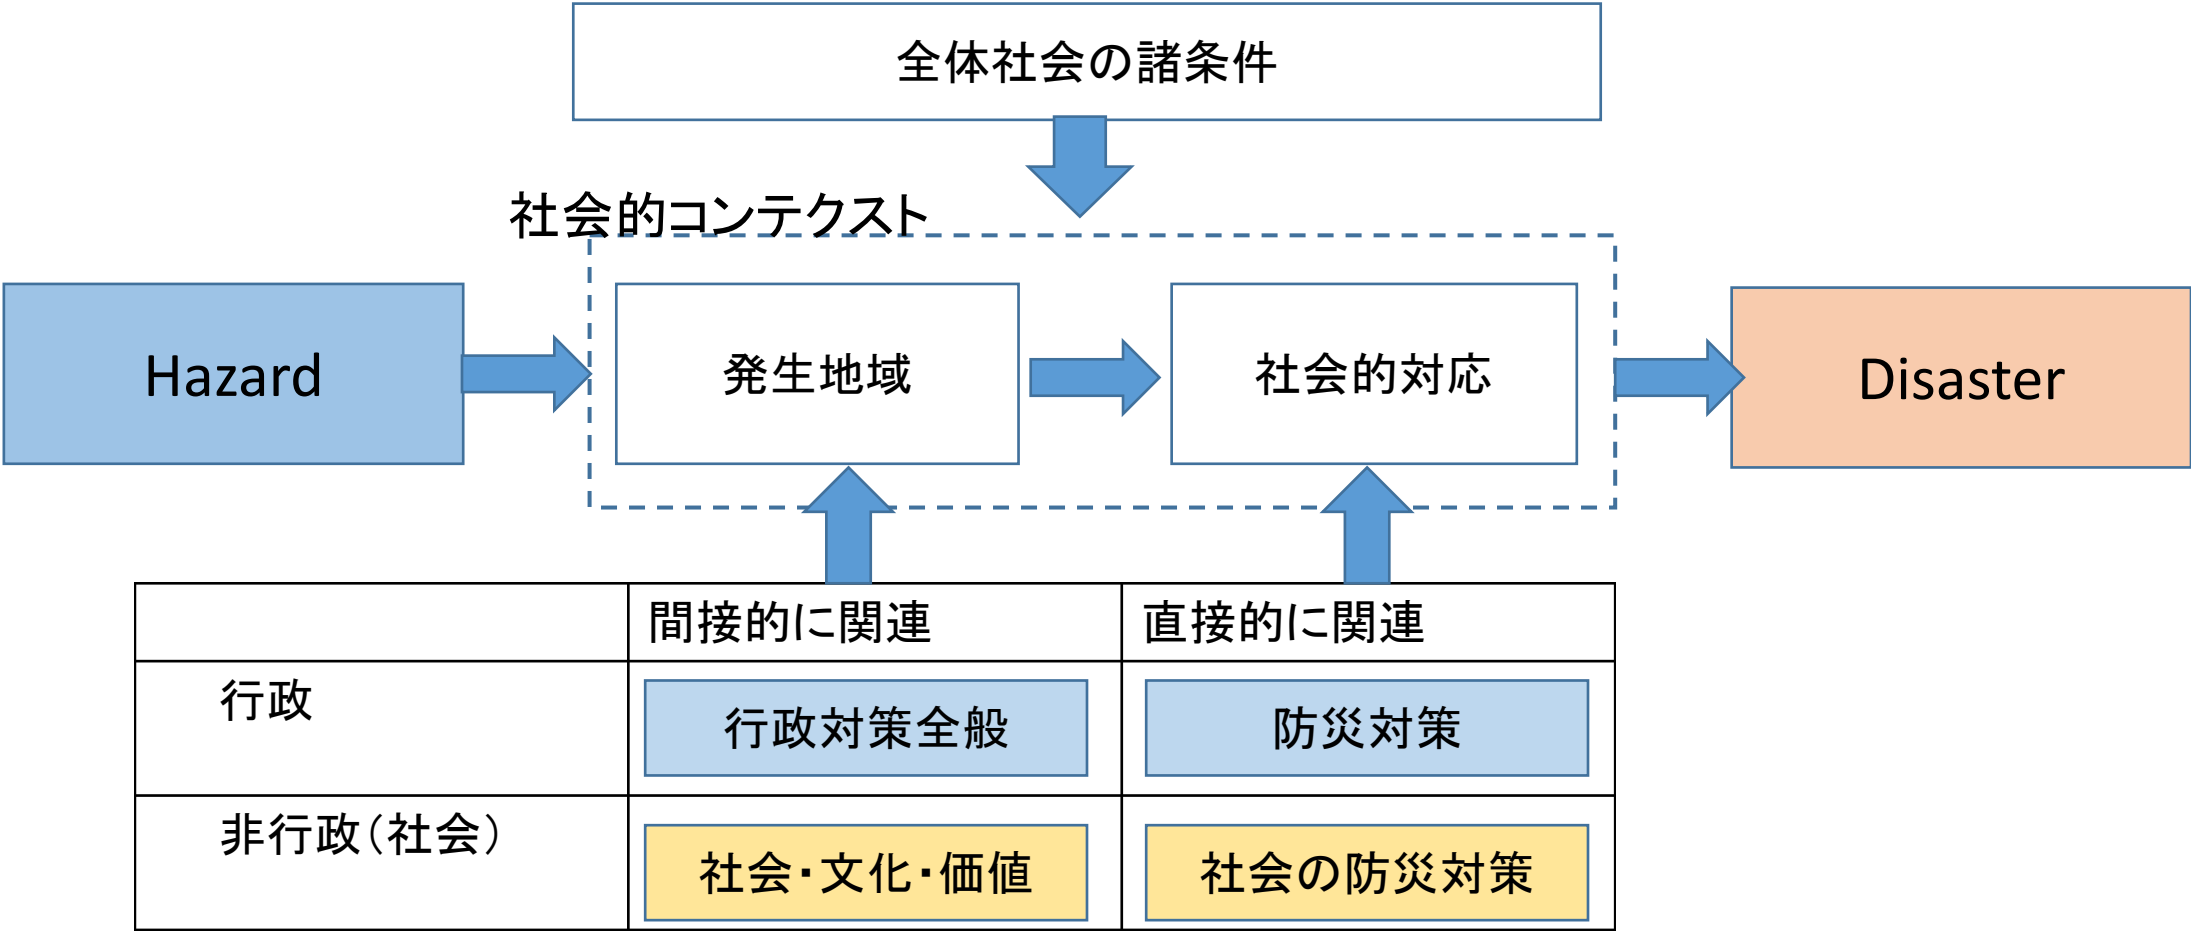 全体社会の諸条件
社会的コンテクスト
Hazard
発生地域
社会的対応
Disaster
間接的に関連
直接的に関連
行政
行政対策全般
防災対策
非行政（社会）
社会・文化・価値
社会の防災対策